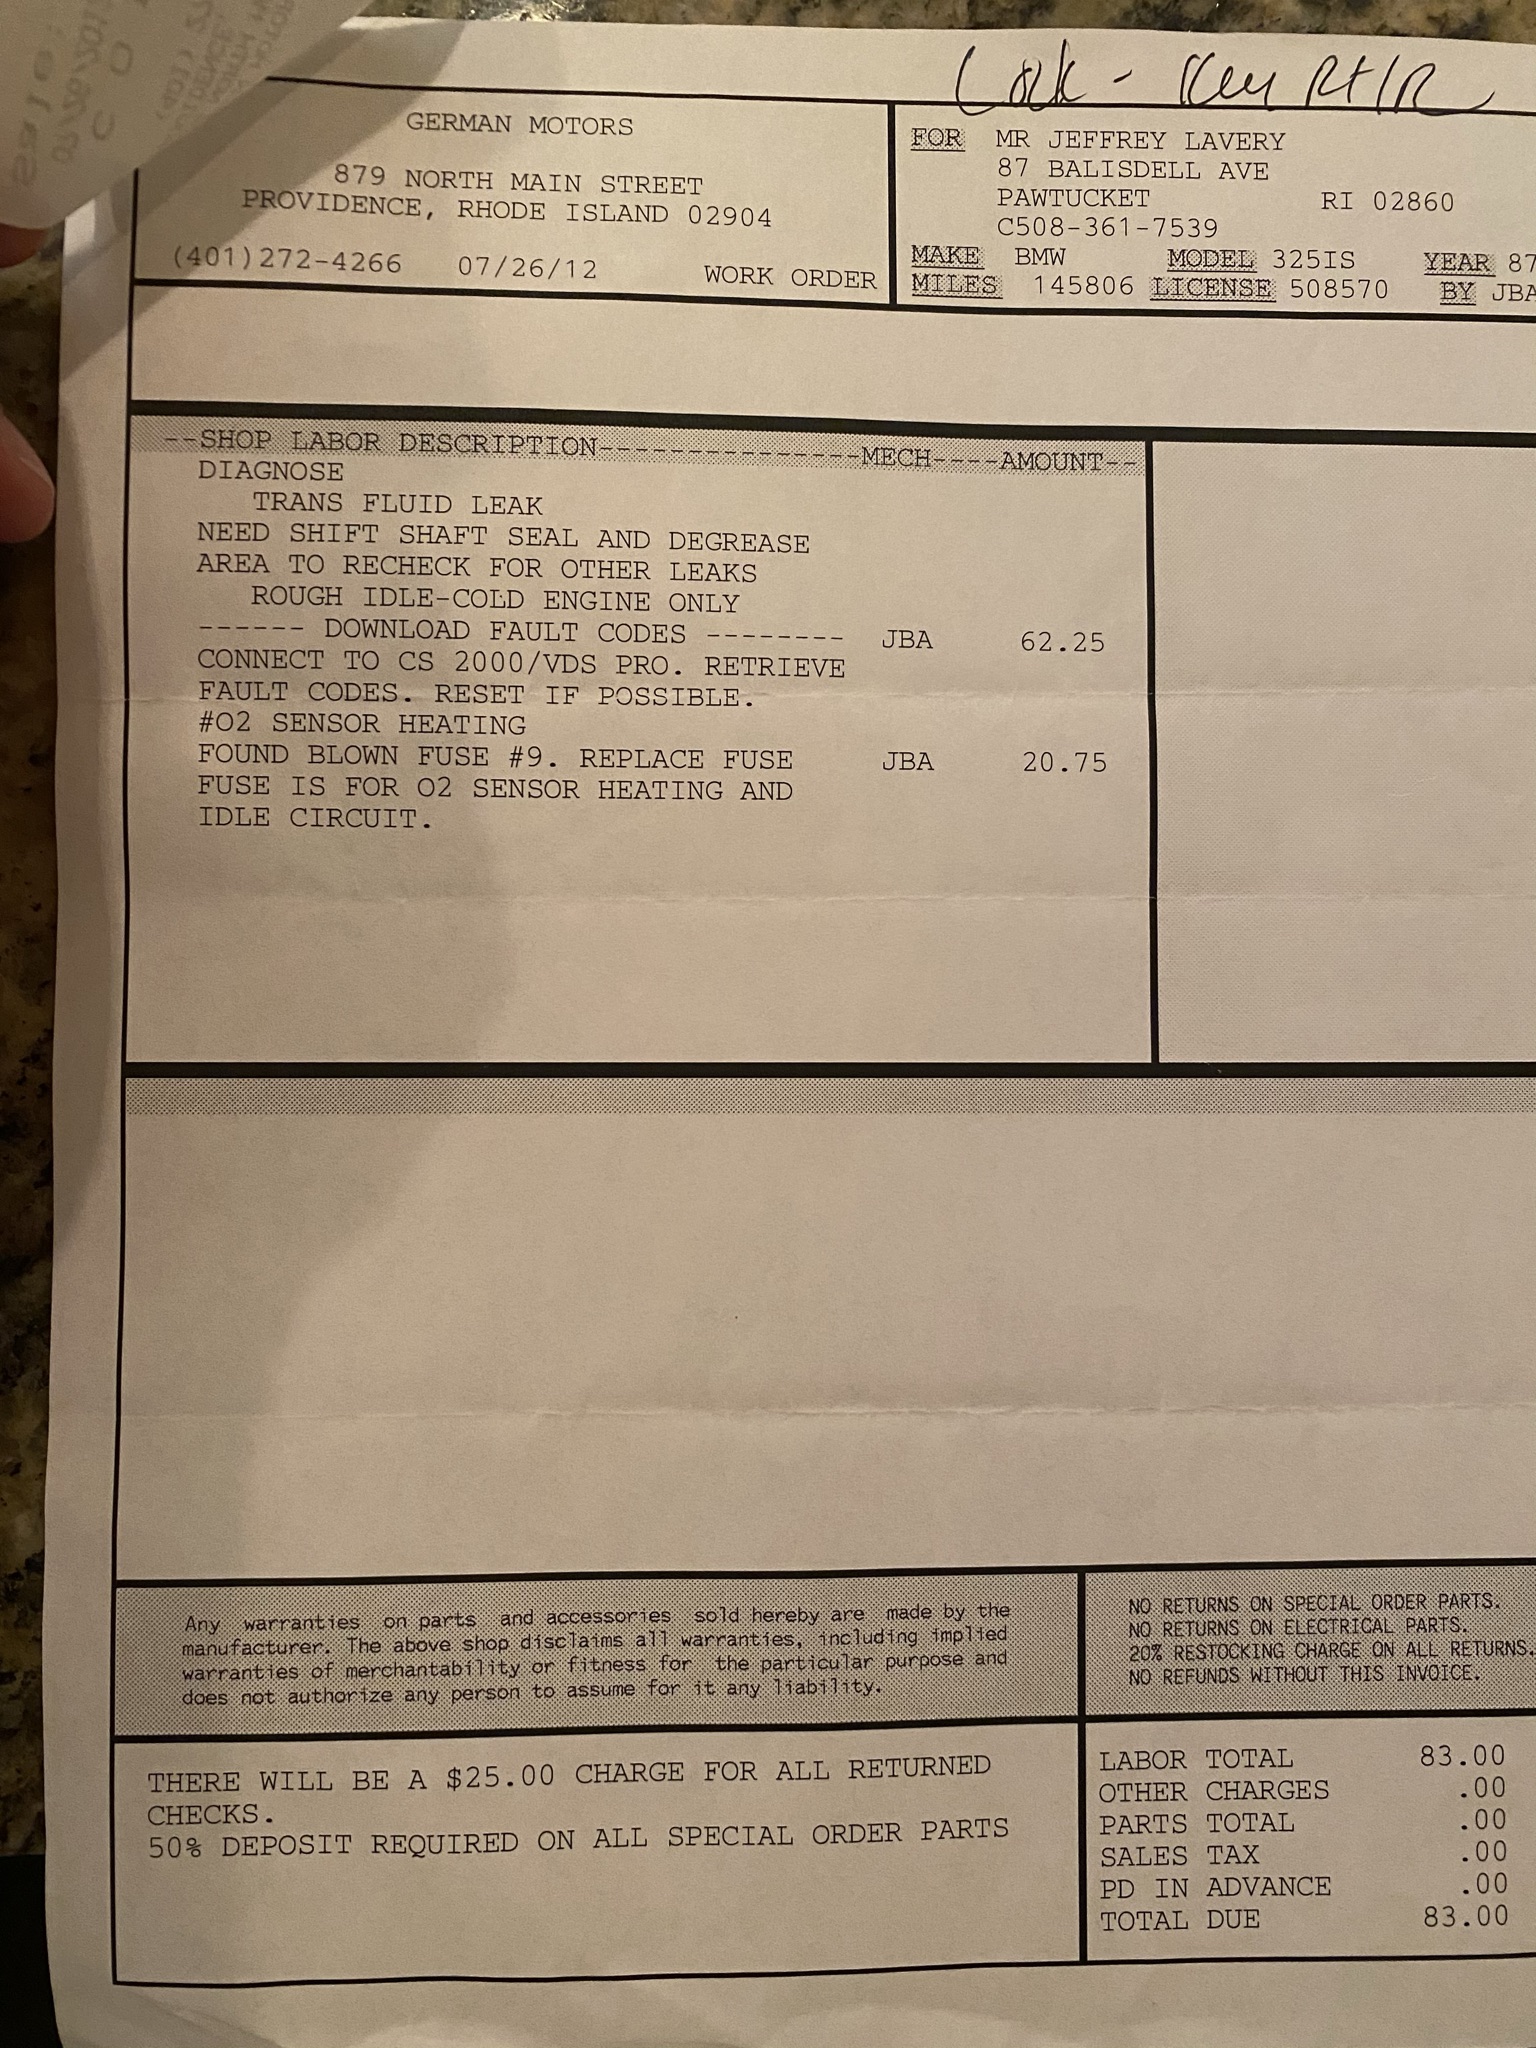 GERMAN MOTORS
879 NORTH MAIN STREET
PROVIDENCE, RHODE ISLAND 02904
(401)272-4266 07/26/12 WORK ORDER
FOR MR JEFFREY LAVERY
87 BALISDELL AVE
PAWTUCKET RI 02860
C508-361-7539
MAKE BMW MODEL 325IS YEAR 87
MILES 145806 LICENSE 508570 BY JBA
--SHOP LABOR DESCRIPTION---------------MECH----AMOUNT--
DIAGNOSE
TRANS FLUID LEAK
NEED SHIFT SHAFT SEAL AND DEGREASE
AREA TO RECHECK FOR OTHER LEAKS
ROUGH IDLE-COLD ENGINE ONLY
------ DOWNLOAD FAULT CODES -------- JBA 62.25
CONNECT TO CS 2000/VDS PRO. RETRIEVE
FAULT CODES. RESET IF POSSIBLE.
#O2 SENSOR HEATING
FOUND BLOWN FUSE #9. REPLACE FUSE JBA 20.75
FUSE IS FOR O2 SENSOR HEATING AND
IDLE CIRCUIT.
Any warranties on parts and accessories sold hereby are made by the
manufacturer. The above shop disclaims all warranties, including implied
warranties of merchantability or fitness for the particular purpose and
does not authorize any person to assume for it any liability.
NO RETURNS ON SPECIAL ORDER PARTS.
NO RETURNS ON ELECTRICAL PARTS.
20% RESTOCKING CHARGE ON ALL RETURNS.
NO REFUNDS WITHOUT THIS INVOICE.
THERE WILL BE A $25.00 CHARGE FOR ALL RETURNED
CHECKS.
50% DEPOSIT REQUIRED ON ALL SPECIAL ORDER PARTS
LABOR TOTAL 83.00
OTHER CHARGES .00
PARTS TOTAL .00
SALES TAX .00
PD IN ADVANCE .00
TOTAL DUE 83.00